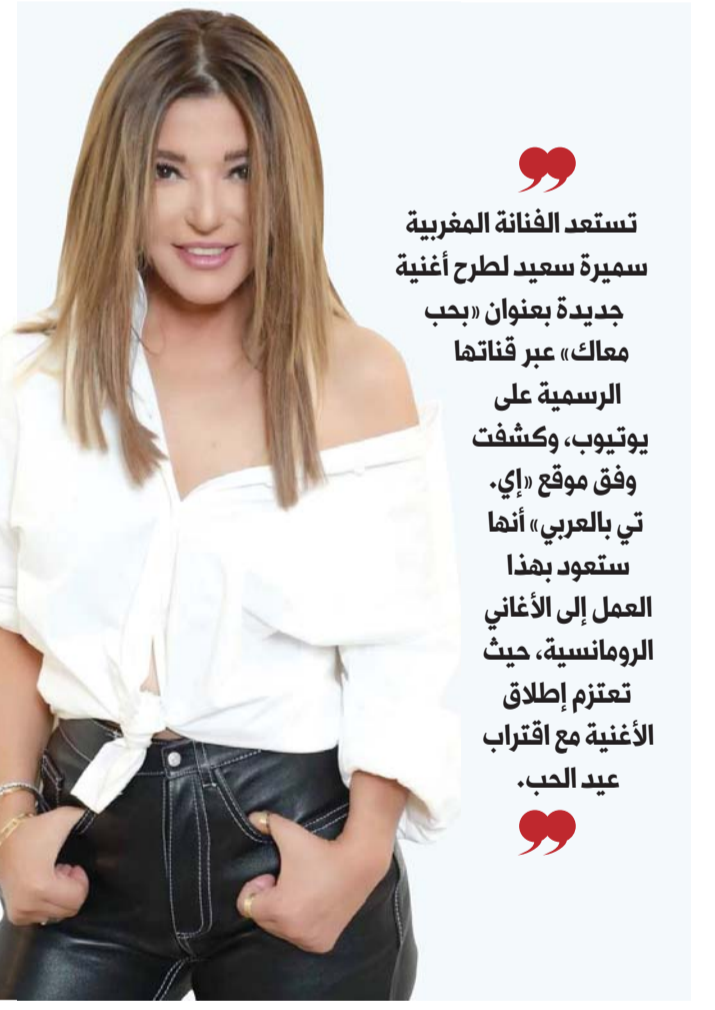 تستعد الفنانة المغربية
سميرة سعيد لطرح أغنية
جديدة بعنوان «بحب
معاك» عبر قناتها
الرسمية على
يوتيوب، وكشفت
وفق موقع «إي.
تي بالعربي» أنها
ستعود بهذا
العمل إلى الأغاني
الرومانسية، حيث
تعتزم إطلاق
الأغنية مع اقتراب
عيد الحب.